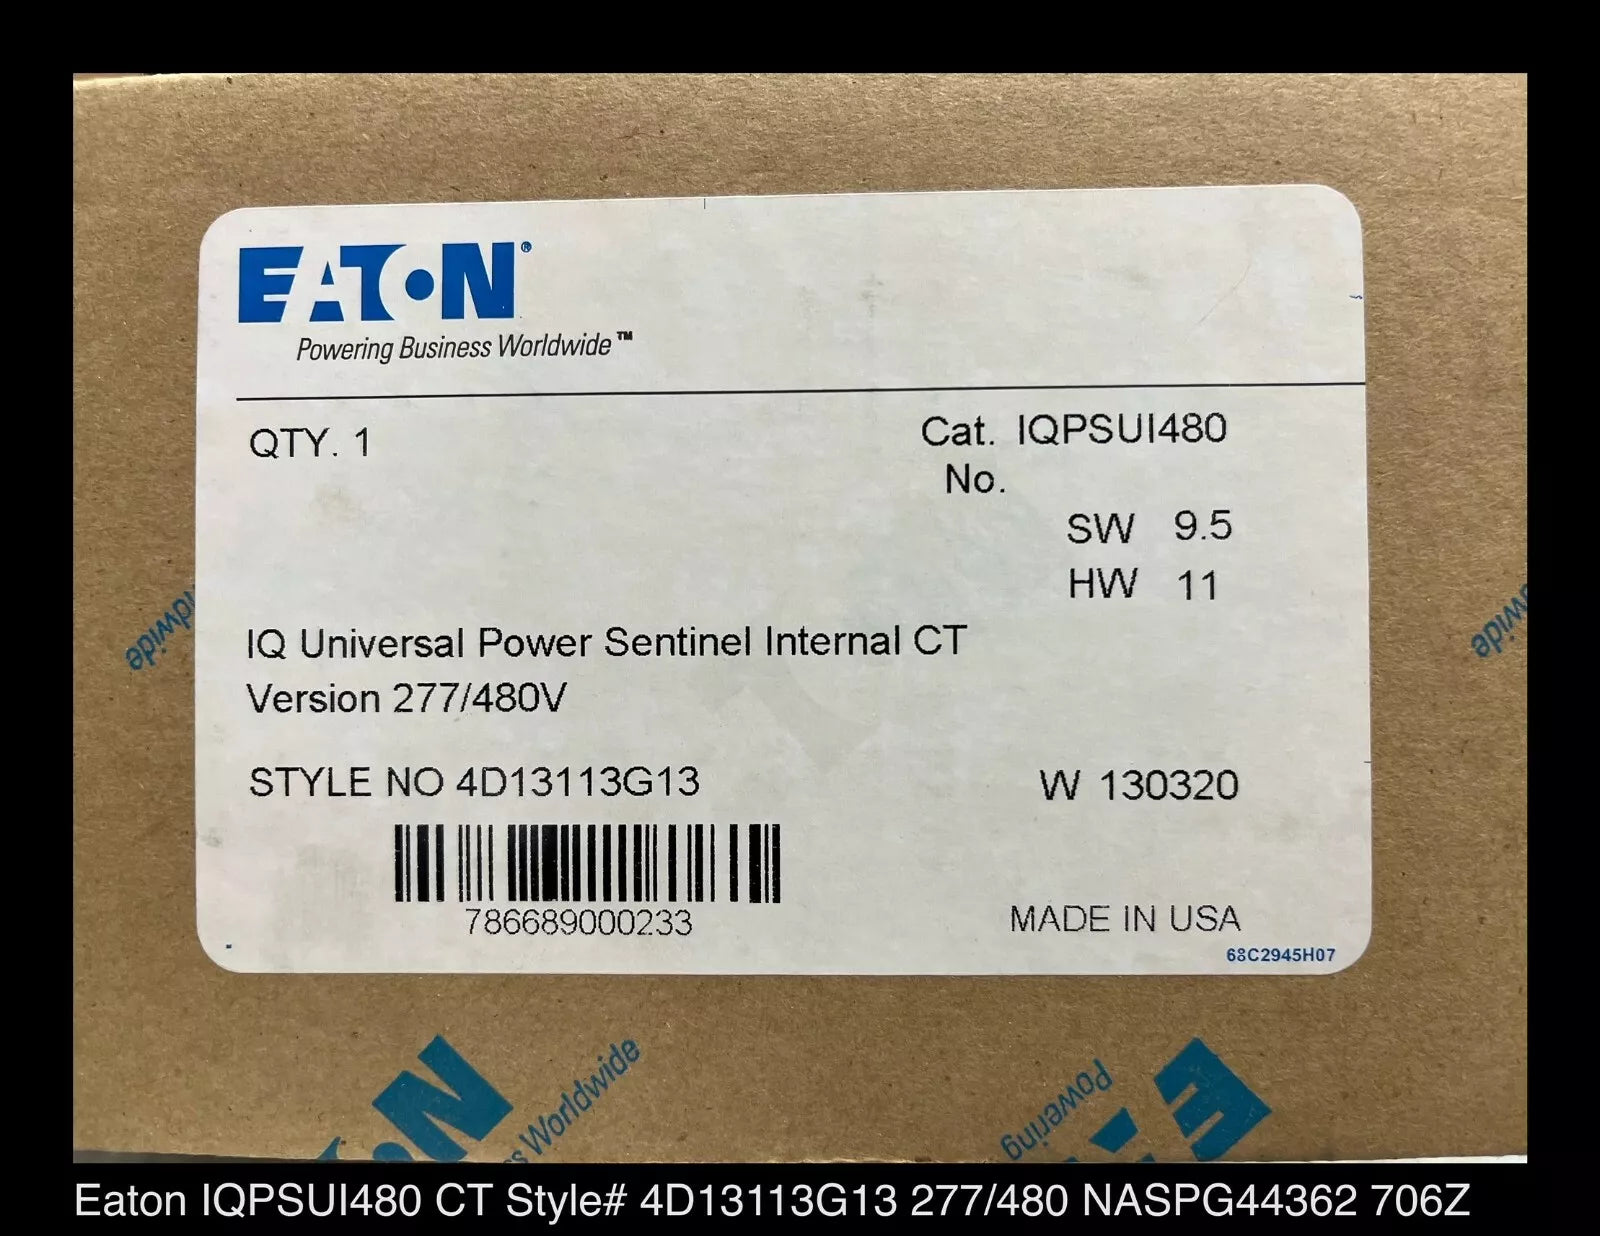 EATON®
Powering Business Worldwide™
QTY. 1
Cat. IQPSUI480
No.
SW 9.5
HW 11
IQ Universal Power Sentinel Internal CT
Version 277/480V
STYLE NO 4D13113G13
W 130320
786689000233
MADE IN USA
68C2945H07
dwide
dwide
N
s Worldwide
Powering
E
Eaton IQPSUI480 CT Style# 4D13113G13 277/480 NASPG44362 706Z